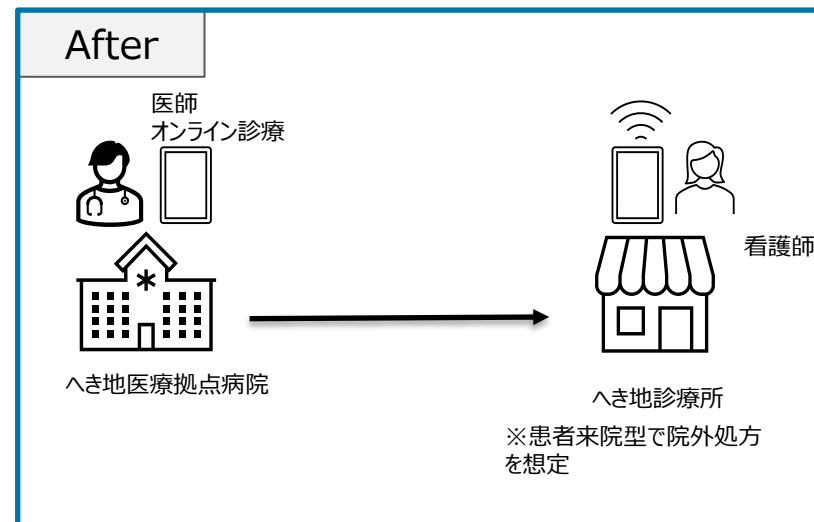 After
医師
オンライン診療
看護師
へき地医療拠点病院
へき地診療所
※患者来院型で院外処方
を想定